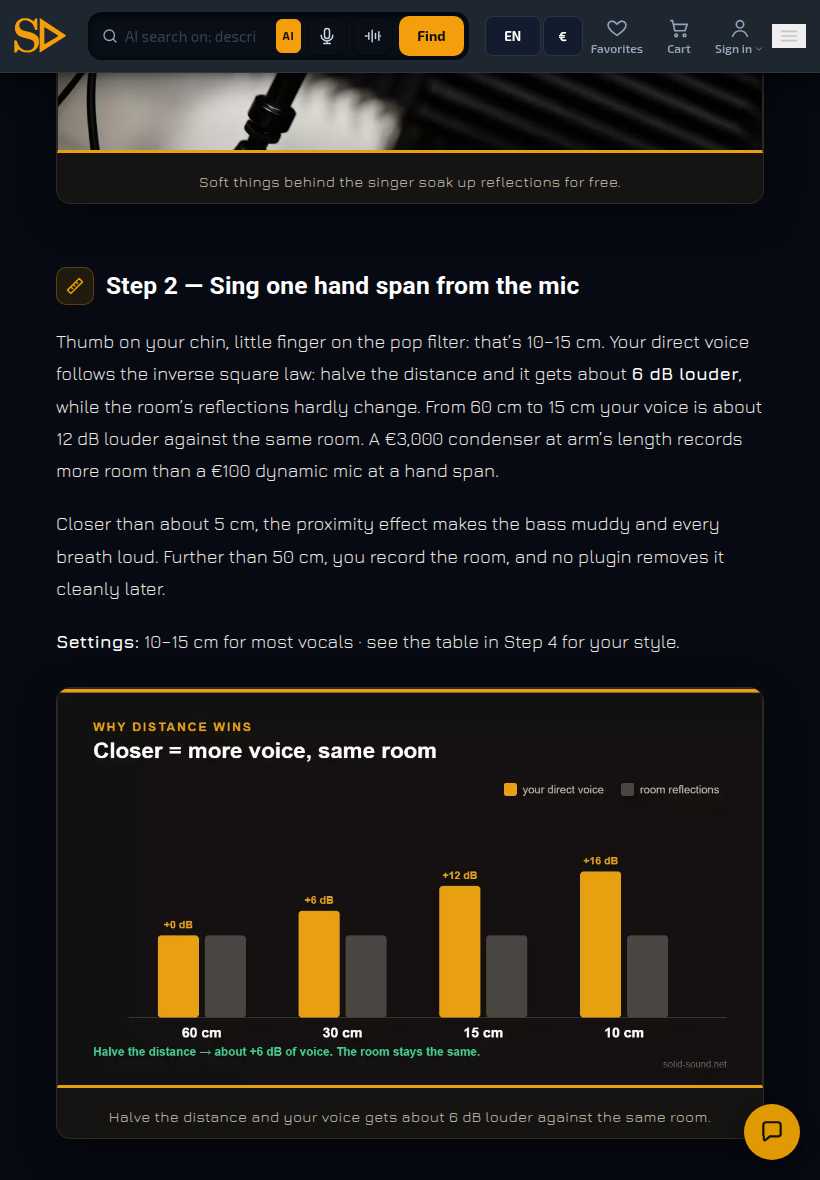 SD
AI search on: descri
AI
Find
EN
€
Favorites
Cart
Sign in
Soft things behind the singer soak up reflections for free.
Step 2 — Sing one hand span from the mic
Thumb on your chin, little finger on the pop filter: that's 10–15 cm. Your direct voice
follows the inverse square law: halve the distance and it gets about 6 dB louder,
while the room's reflections hardly change. From 60 cm to 15 cm your voice is about
12 dB louder against the same room. A €3,000 condenser at arm's length records
more room than a €100 dynamic mic at a hand span.
Closer than about 5 cm, the proximity effect makes the bass muddy and every
breath loud. Further than 50 cm, you record the room, and no plugin removes it
cleanly later.
Settings: 10–15 cm for most vocals · see the table in Step 4 for your style.
WHY DISTANCE WINS
Closer = more voice, same room
your direct voice
room reflections
+0 dB
+6 dB
+12 dB
+16 dB
60 cm
30 cm
15 cm
10 cm
Halve the distance → about +6 dB of voice. The room stays the same.
solid-sound.net
Halve the distance and your voice gets about 6 dB louder against the same room.